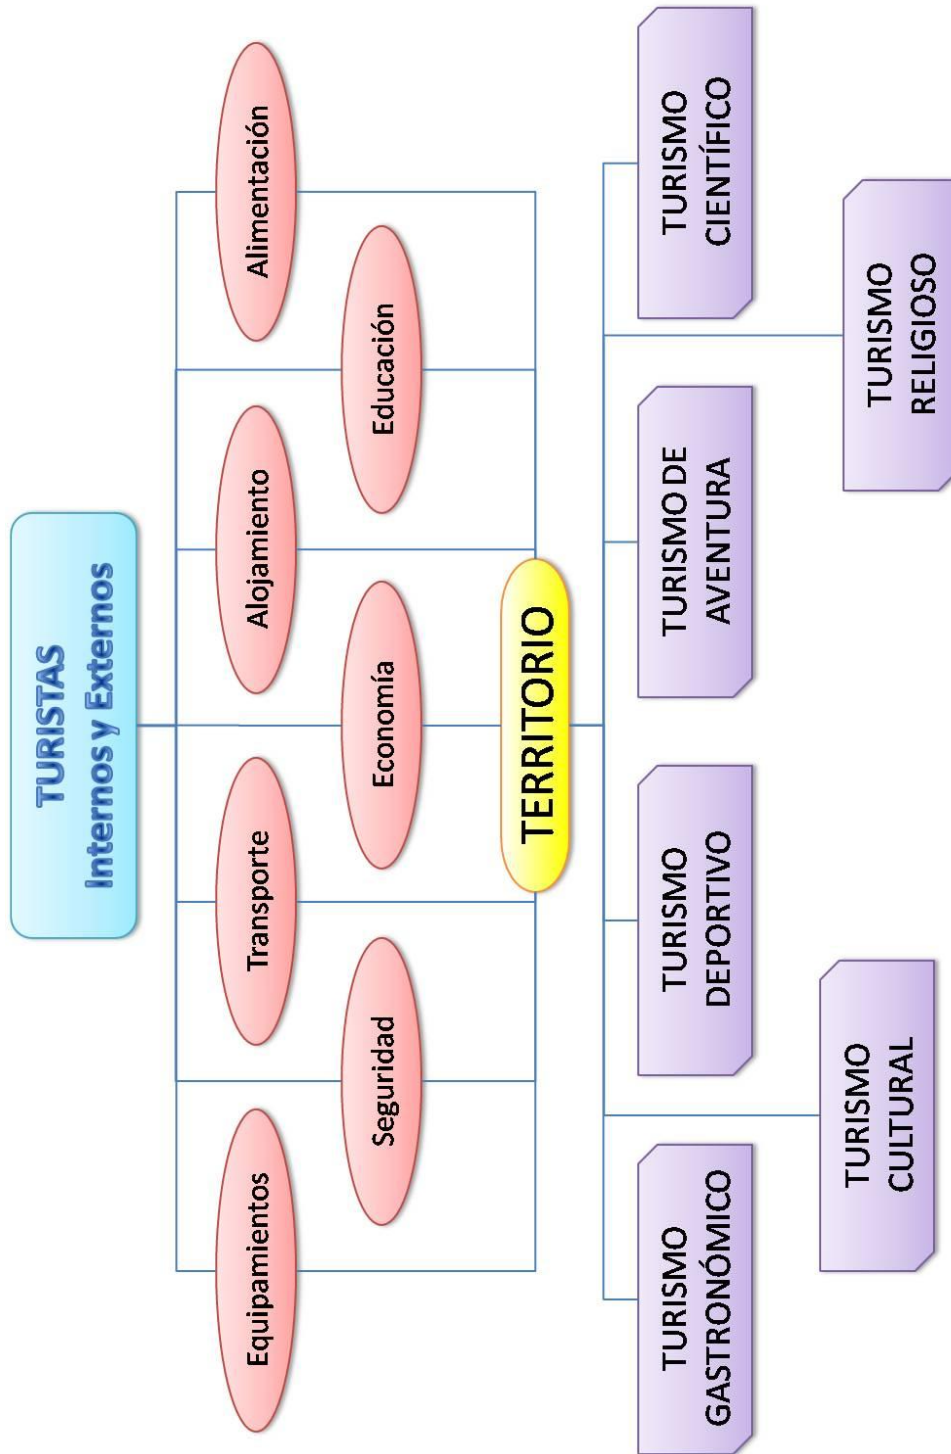 TURISTAS
Internos y Externos
Equipamientos
Transporte
Alojamiento
Alimentación
Seguridad
Economía
Educación
TERRITORIO
TURISMO
GASTRONÓMICO
TURISMO
DEPORTIVO
TURISMO DE
AVENTURA
TURISMO
CIENTÍFICO
TURISMO
CULTURAL
TURISMO
RELIGIOSO